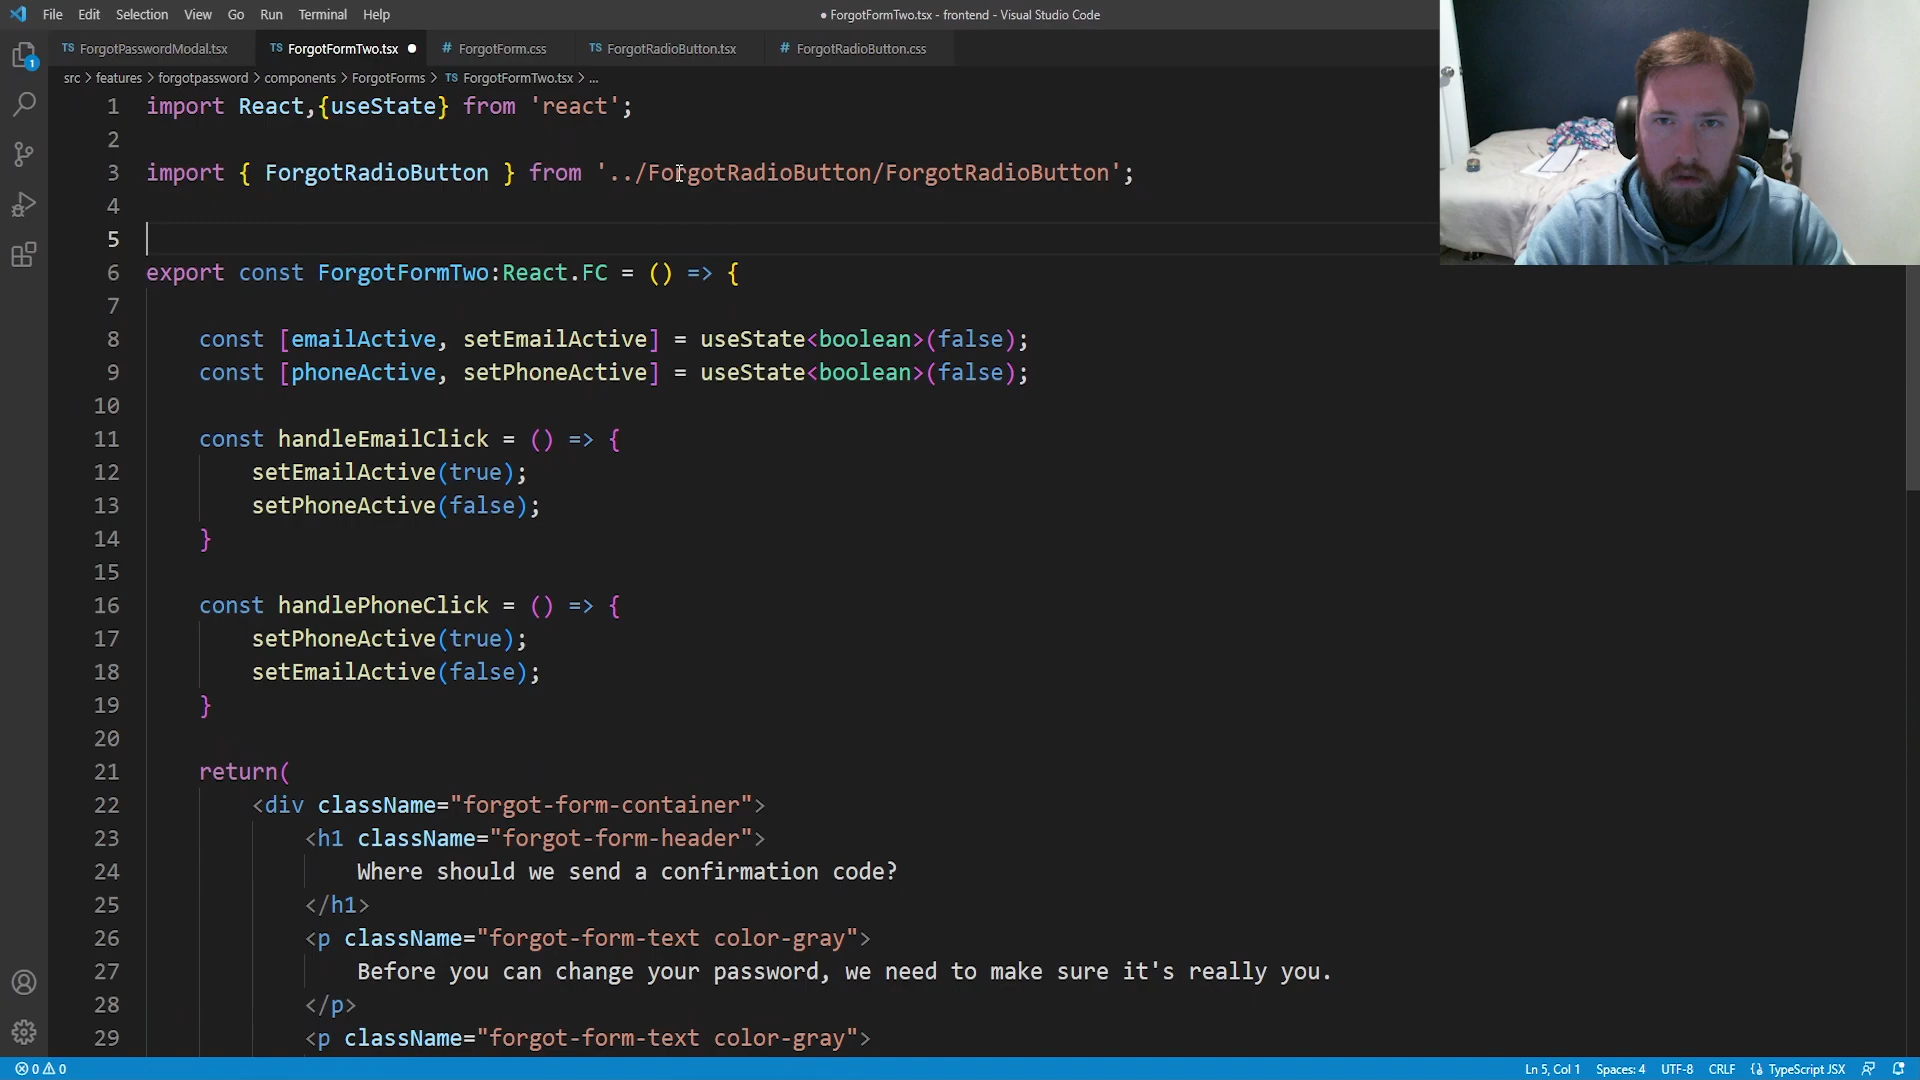 File Edit Selection View Go Run Terminal Help
● ForgotFormTwo.tsx - frontend - Visual Studio Code
TS ForgotPasswordModal.tsx
TS ForgotFormTwo.tsx ●
# ForgotForm.css
TS ForgotRadioButton.tsx
# ForgotRadioButton.css
1
src > features > forgotpassword > components > ForgotForms > TS ForgotFormTwo.tsx > ...
1 import React,{useState} from 'react';
2
3 import { ForgotRadioButton } from '../ForgotRadioButton/ForgotRadioButton';
4
5
6 export const ForgotFormTwo:React.FC = () => {
7
8 const [emailActive, setEmailActive] = useState<boolean>(false);
9 const [phoneActive, setPhoneActive] = useState<boolean>(false);
10
11 const handleEmailClick = () => {
12 setEmailActive(true);
13 setPhoneActive(false);
14 }
15
16 const handlePhoneClick = () => {
17 setPhoneActive(true);
18 setEmailActive(false);
19 }
20
21 return(
22 <div className="forgot-form-container">
23 <h1 className="forgot-form-header">
24 Where should we send a confirmation code?
25 </h1>
26 <p className="forgot-form-text color-gray">
27 Before you can change your password, we need to make sure it's really you.
28 </p>
29 <p className="forgot-form-text color-gray">
0 0
Ln 5, Col 1 Spaces: 4 UTF-8 CRLF {} TypeScript JSX